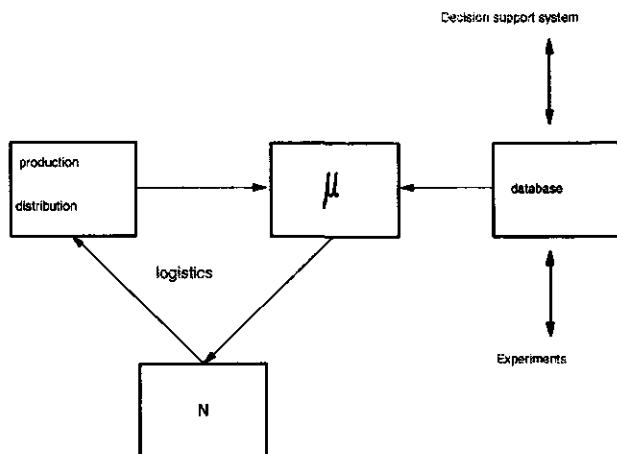 Decision support system
production
distribution
μ
database
logistics
Experiments
N